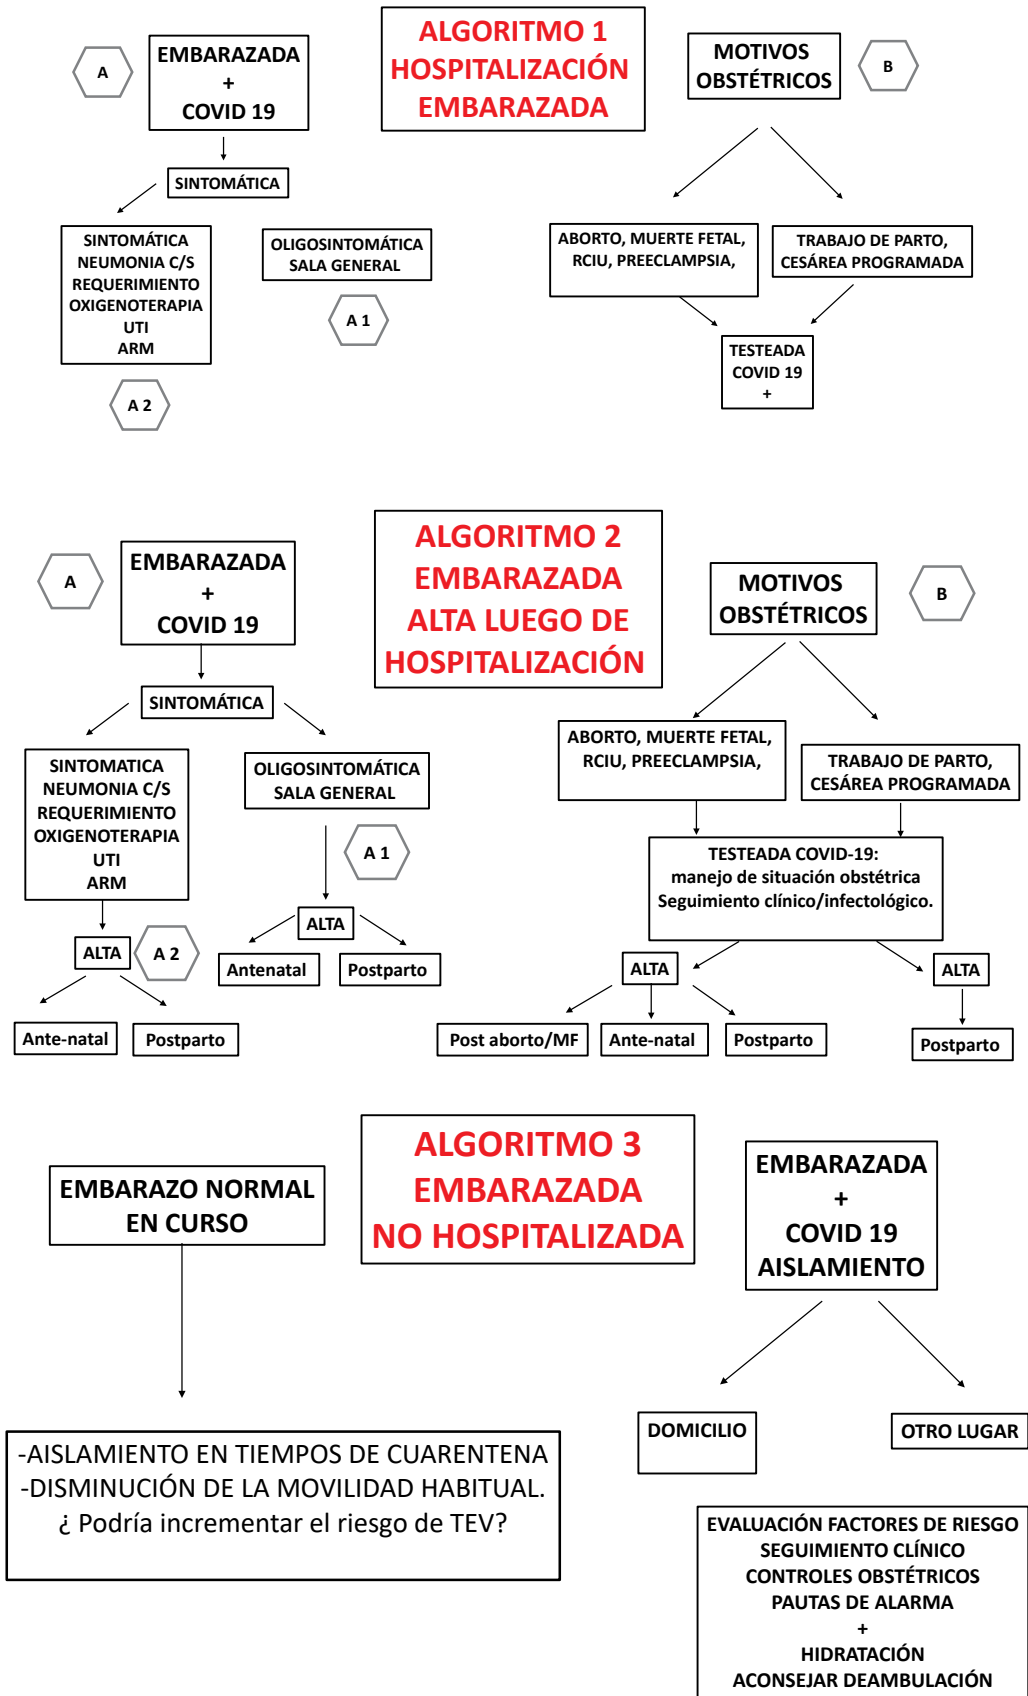 ALGORITMO 1
HOSPITALIZACIÓN
EMBARAZADA
A
EMBARAZADA
+
COVID 19
SINTOMÁTICA
SINTOMÁTICA
NEUMONIA C/S
REQUERIMIENTO
OXIGENOTERAPIA
UTI
ARM
A 2
OLIGOSINTOMÁTICA
SALA GENERAL
A 1
MOTIVOS
OBSTÉTRICOS
B
ABORTO, MUERTE FETAL,
RCIU, PREECLAMPSIA,
TRABAJO DE PARTO,
CESÁREA PROGRAMADA
TESTEADA
COVID 19
+
ALGORITMO 2
EMBARAZADA
ALTA LUEGO DE
HOSPITALIZACIÓN
A
EMBARAZADA
+
COVID 19
SINTOMÁTICA
SINTOMATICA
NEUMONIA C/S
REQUERIMIENTO
OXIGENOTERAPIA
UTI
ARM
ALTA
A 2
Ante-natal
Postparto
OLIGOSINTOMÁTICA
SALA GENERAL
A 1
ALTA
Antenatal
Postparto
MOTIVOS
OBSTÉTRICOS
B
ABORTO, MUERTE FETAL,
RCIU, PREECLAMPSIA,
TRABAJO DE PARTO,
CESÁREA PROGRAMADA
TESTEADA COVID-19:
manejo de situación obstétrica
Seguimiento clínico/infectológico.
ALTA
Post aborto/MF
Ante-natal
Postparto
ALTA
Postparto
ALGORITMO 3
EMBARAZADA
NO HOSPITALIZADA
EMBARAZO NORMAL
EN CURSO
-AISLAMIENTO EN TIEMPOS DE CUARENTENA
-DISMINUCIÓN DE LA MOVILIDAD HABITUAL.
¿ Podría incrementar el riesgo de TEV?
EMBARAZADA
+
COVID 19
AISLAMIENTO
DOMICILIO
OTRO LUGAR
EVALUACIÓN FACTORES DE RIESGO
SEGUIMIENTO CLÍNICO
CONTROLES OBSTÉTRICOS
PAUTAS DE ALARMA
+
HIDRATACIÓN
ACONSEJAR DEAMBULACIÓN